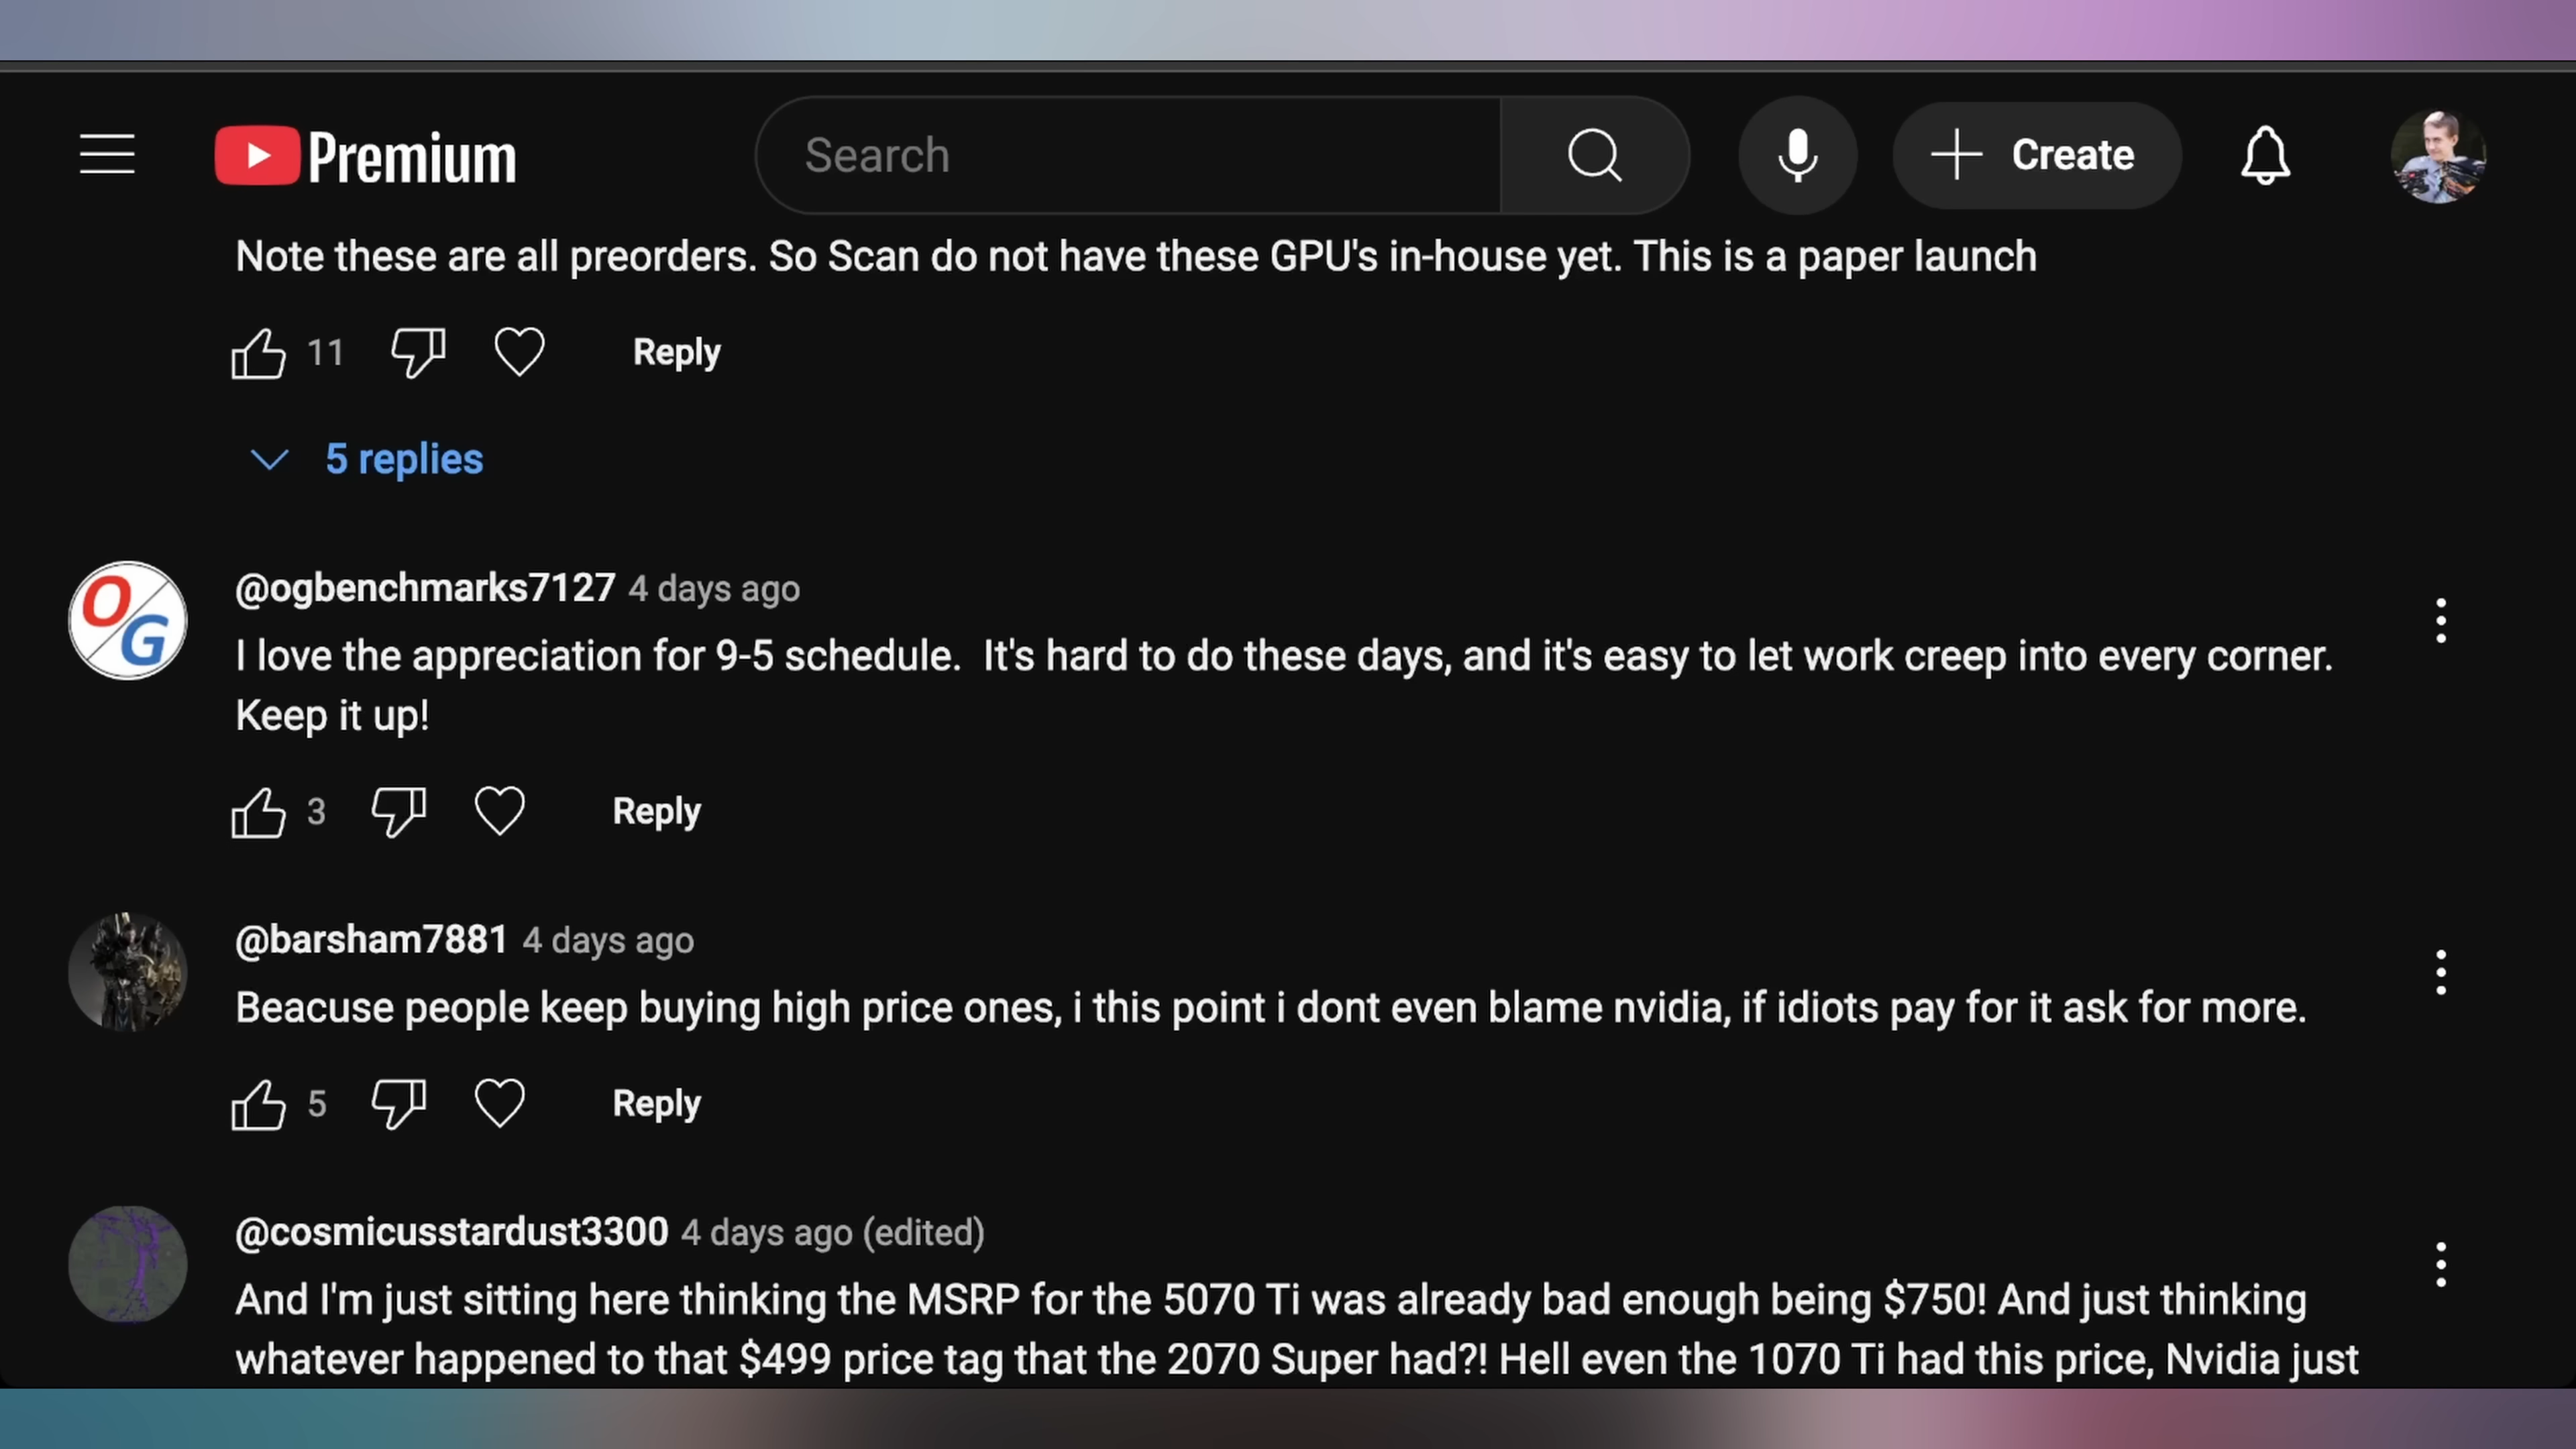 Premium
Search
Create
Note these are all preorders. So Scan do not have these GPU's in-house yet. This is a paper launch
11
Reply
5 replies
OG
@ogbenchmarks7127 4 days ago
I love the appreciation for 9-5 schedule.  It's hard to do these days, and it's easy to let work creep into every corner.
Keep it up!
3
Reply
@barsham7881 4 days ago
Beacuse people keep buying high price ones, i this point i dont even blame nvidia, if idiots pay for it ask for more.
5
Reply
@cosmicusstardust3300 4 days ago (edited)
And I'm just sitting here thinking the MSRP for the 5070 Ti was already bad enough being $750! And just thinking
whatever happened to that $499 price tag that the 2070 Super had?! Hell even the 1070 Ti had this price, Nvidia just